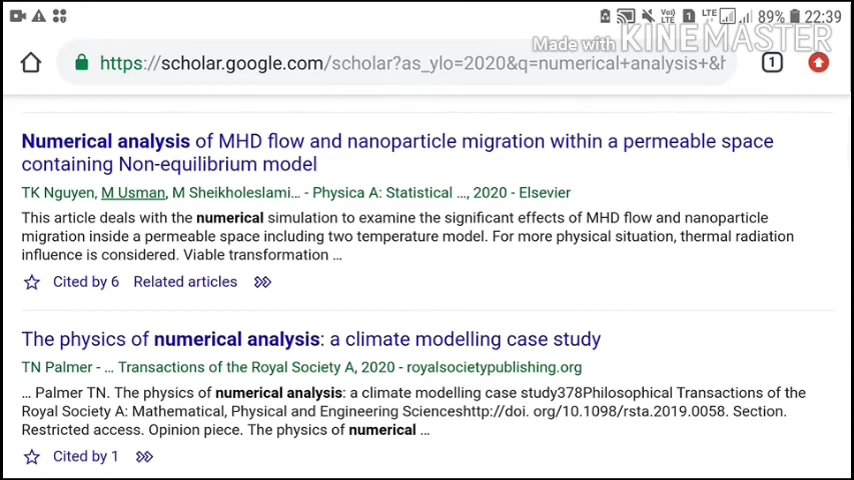 Vo))
LTE
1
LTE
89%
22:39
Made with KINEMASTER
https://scholar.google.com/scholar?as_ylo=2020&q=numerical+analysis+&h
1
Numerical analysis of MHD flow and nanoparticle migration within a permeable space
containing Non-equilibrium model
TK Nguyen, M Usman, M Sheikholeslami… - Physica A: Statistical …, 2020 - Elsevier
This article deals with the numerical simulation to examine the significant effects of MHD flow and nanoparticle
migration inside a permeable space including two temperature model. For more physical situation, thermal radiation
influence is considered. Viable transformation …
Cited by 6 Related articles
The physics of numerical analysis: a climate modelling case study
TN Palmer - … Transactions of the Royal Society A, 2020 - royalsocietypublishing.org
… Palmer TN. The physics of numerical analysis: a climate modelling case study378Philosophical Transactions of the
Royal Society A: Mathematical, Physical and Engineering Scienceshttp://doi. org/10.1098/rsta.2019.0058. Section.
Restricted access. Opinion piece. The physics of numerical …
Cited by 1